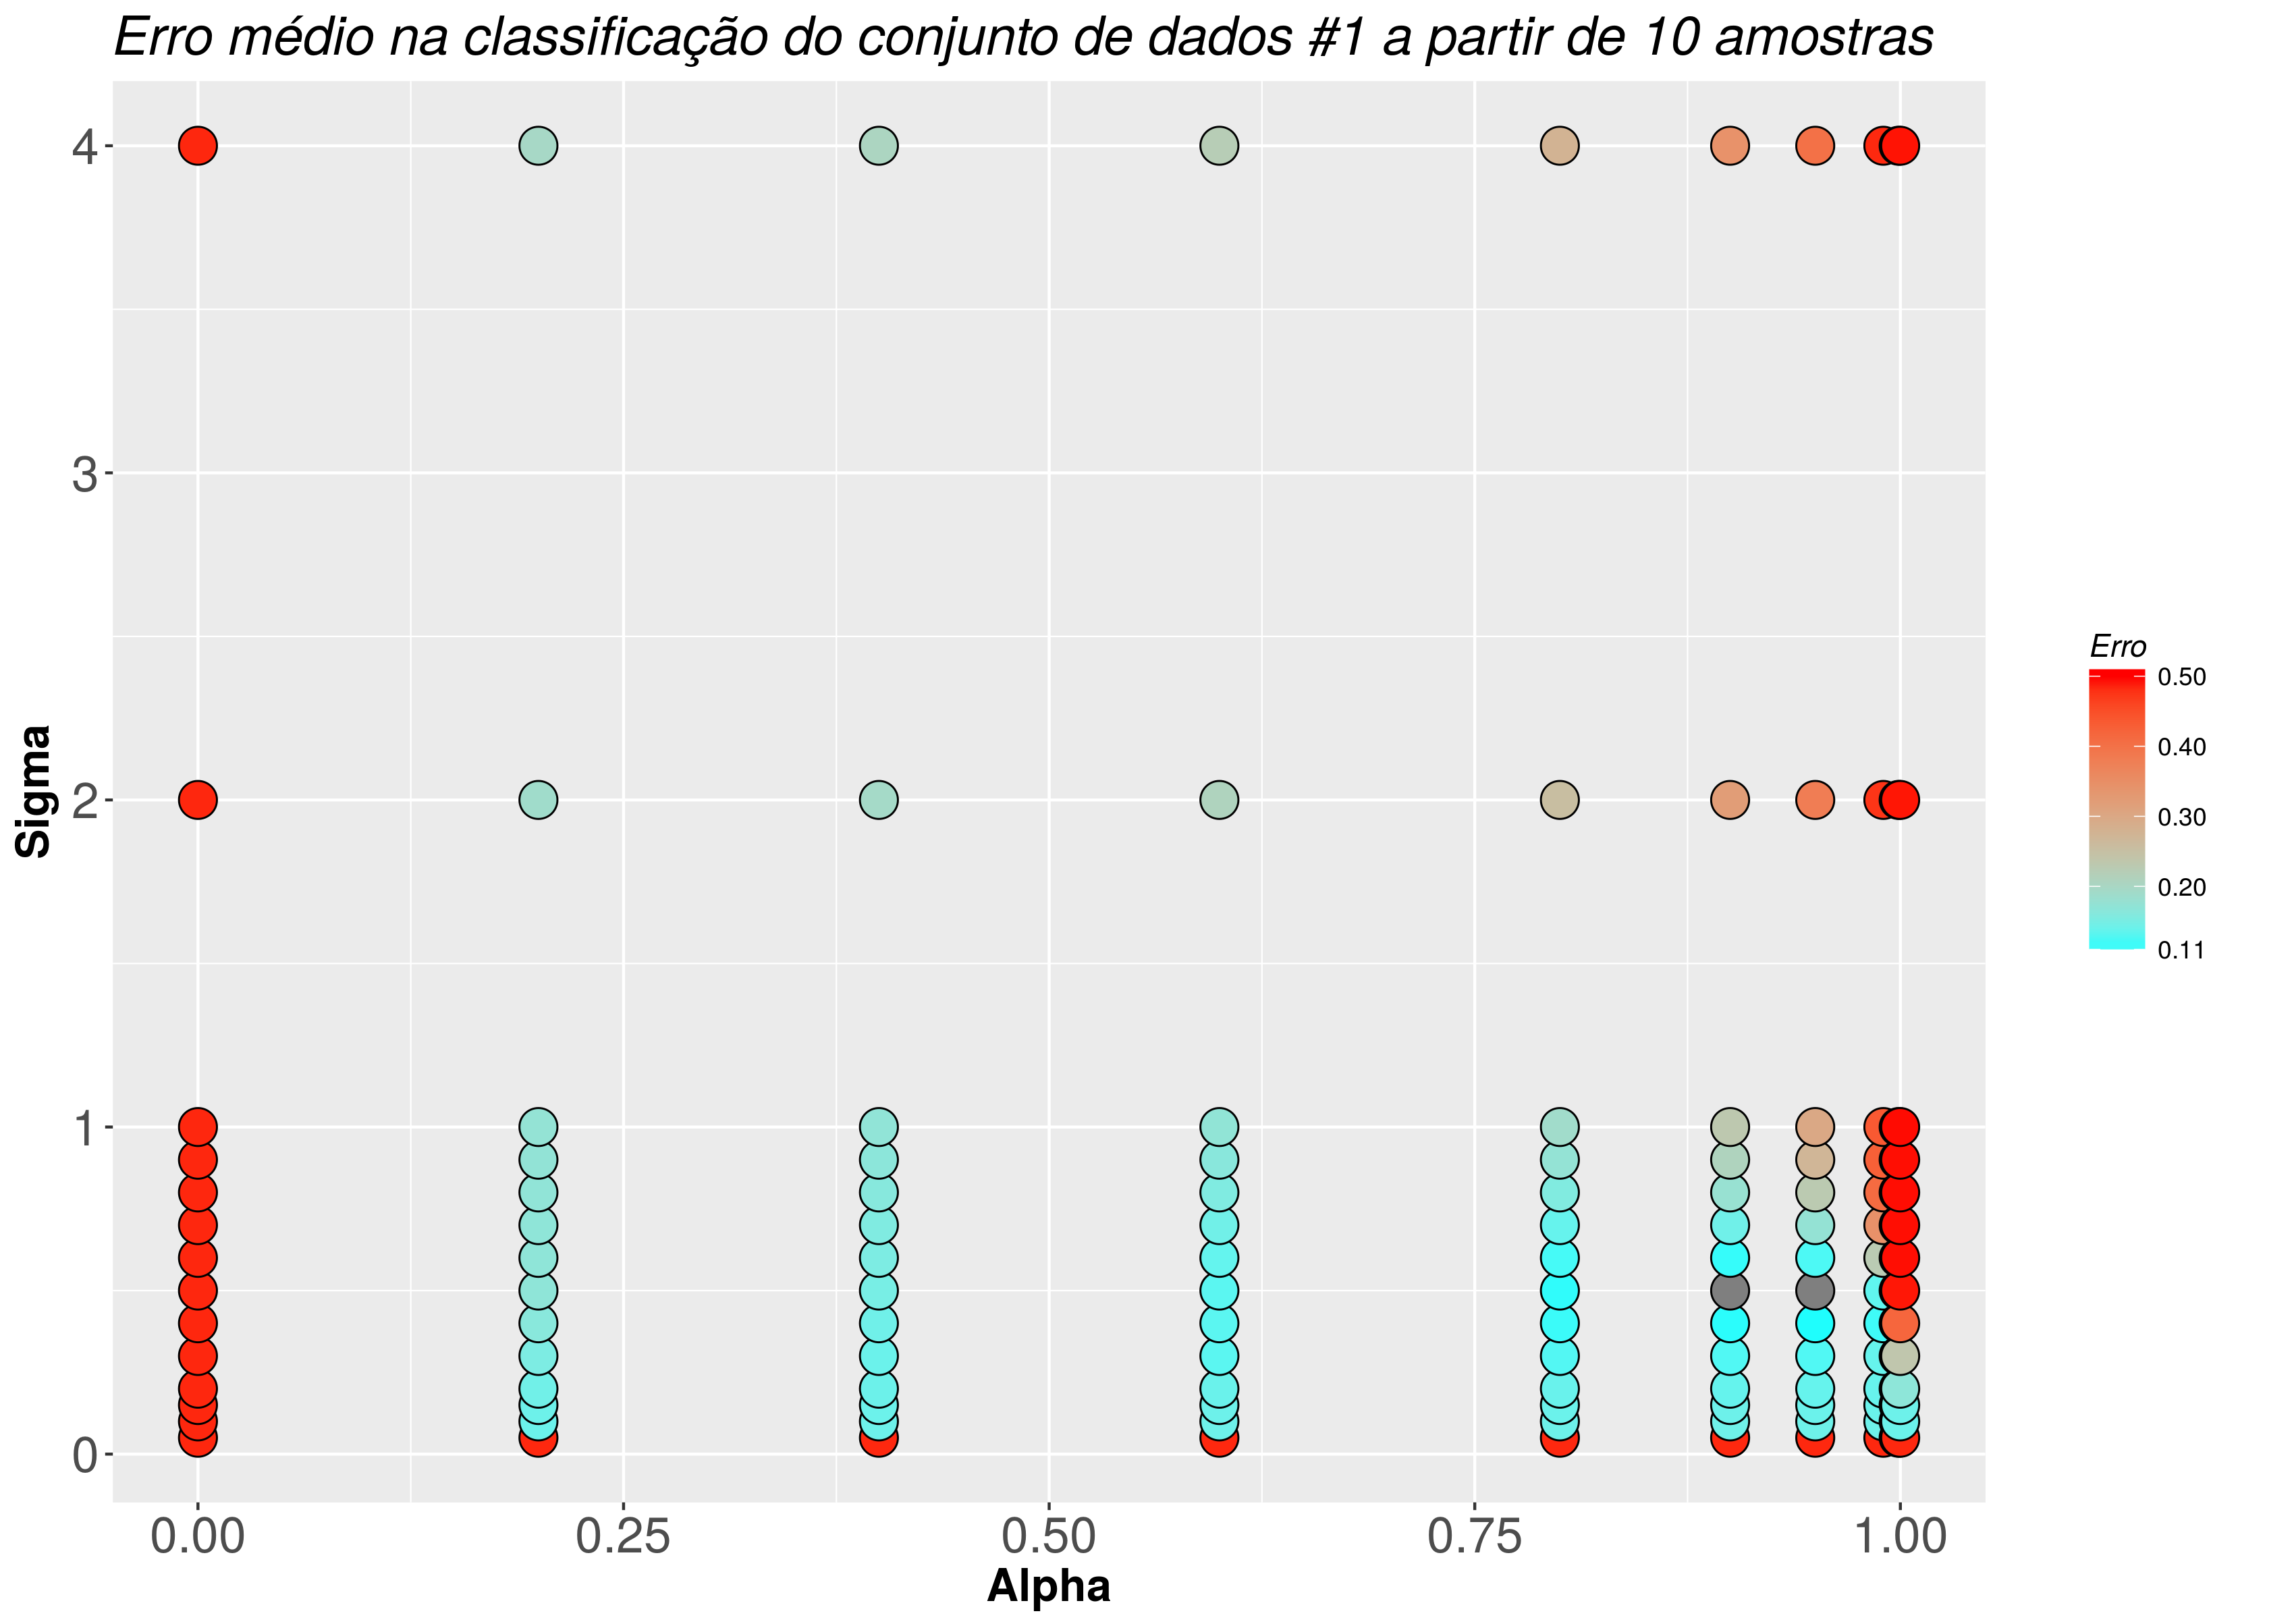 Erro médio na classificação do conjunto de dados #1 a partir de 10 amostras
4
3
2
1
0
Sigma
0.00 0.25 0.50 0.75 1.00
Alpha
Erro
0.50
0.40
0.30
0.20
0.11